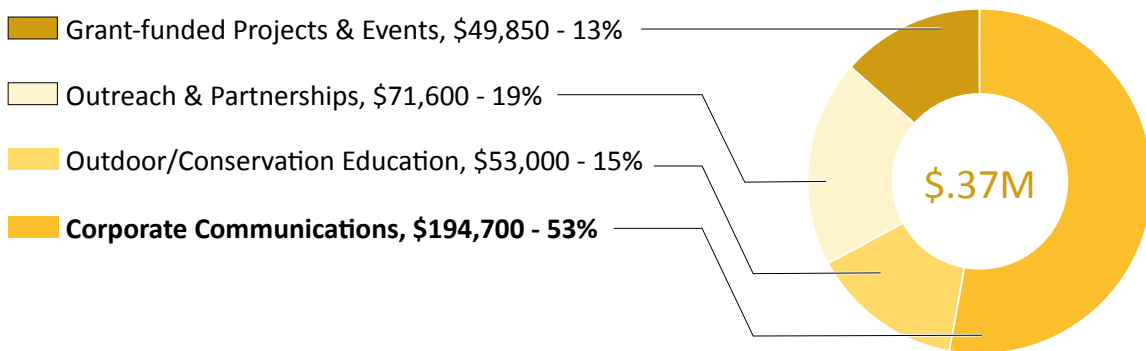 Grant-funded Projects & Events, $49,850 - 13%
Outreach & Partnerships, $71,600 - 19%
Outdoor/Conservation Education, $53,000 - 15%
Corporate Communications, $194,700 - 53%
$.37M